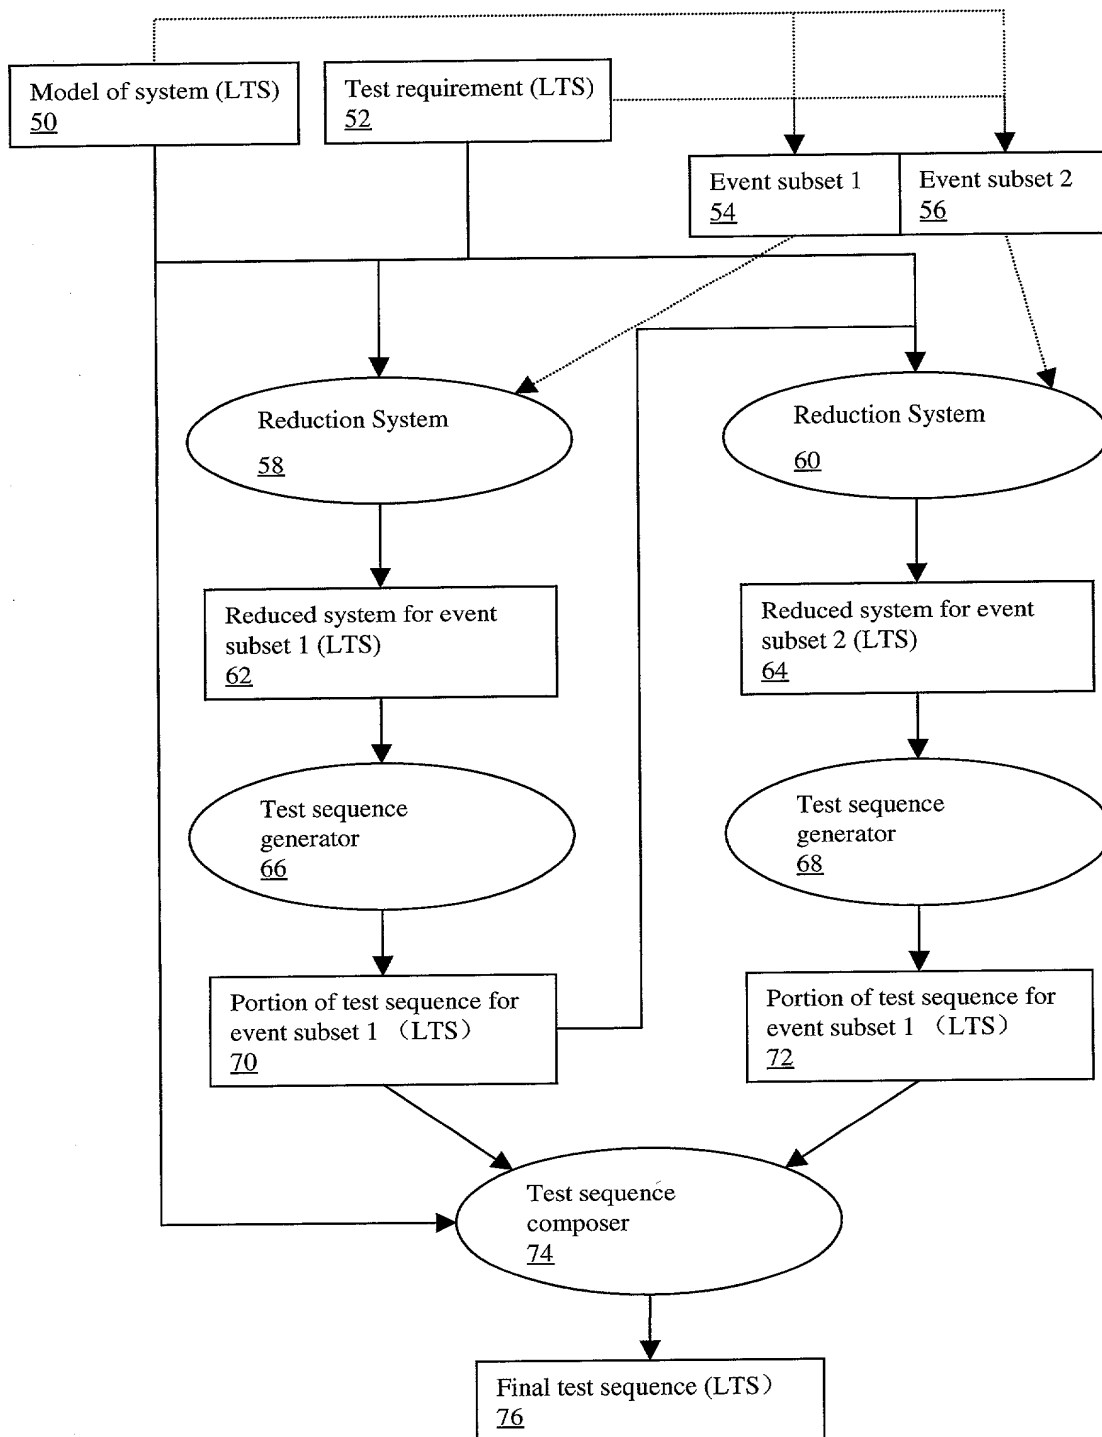 Model of system (LTS)
50
Test requirement (LTS)
52
Event subset 1
54
Event subset 2
56
Reduction System
58
Reduction System
60
Reduced system for event
subset 1 (LTS)
62
Reduced system for event
subset 2 (LTS)
64
Test sequence
generator
66
Test sequence
generator
68
Portion of test sequence for
event subset 1 （LTS）
70
Portion of test sequence for
event subset 1 （LTS）
72
Test sequence
composer
74
Final test sequence (LTS）
76